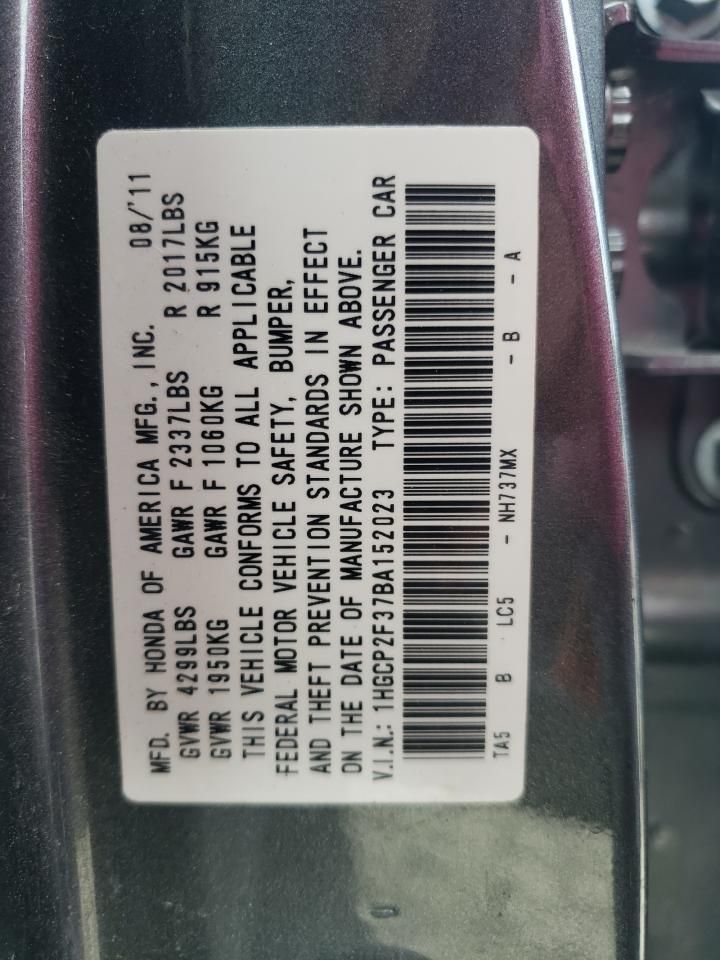 MFD. BY HONDA OF AMERICA MFG., INC. 08/'11
GVWR 4299LBS GAWR F 2337LBS R 2017LBS
GVWR 1950KG GAWR F 1060KG R 915KG
THIS VEHICLE CONFORMS TO ALL APPLICABLE
FEDERAL MOTOR VEHICLE SAFETY, BUMPER,
AND THEFT PREVENTION STANDARDS IN EFFECT
ON THE DATE OF MANUFACTURE SHOWN ABOVE.
V.I.N.: 1HGCP2F37BA152023 TYPE: PASSENGER CAR
TA5 B LC5 - NH737MX - B - A